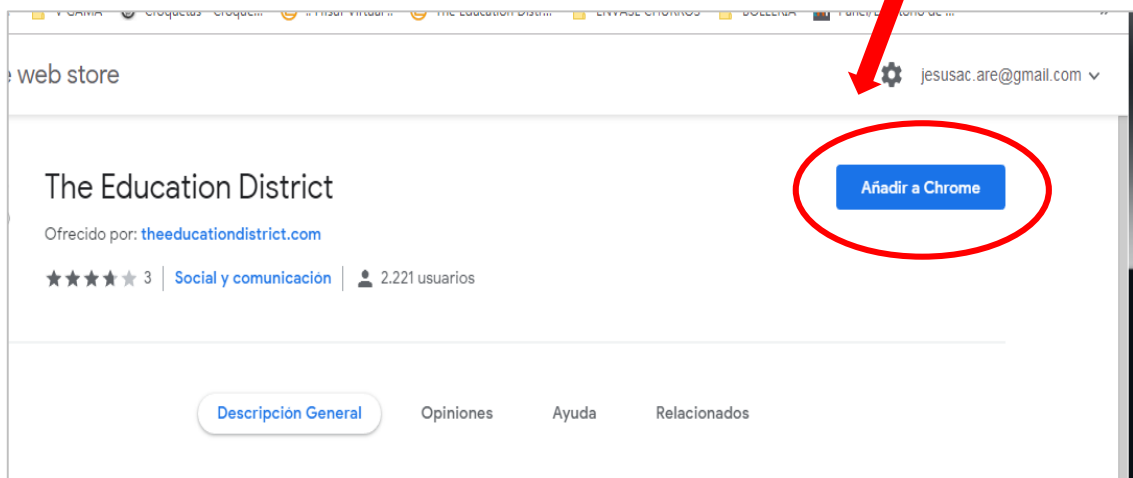 web store
jesusac.are@gmail.com
The Education District
Añadir a Chrome
Ofrecido por: theeducationdistrict.com
3 Social y comunicación 2.221 usuarios
Descripción General Opiniones Ayuda Relacionados